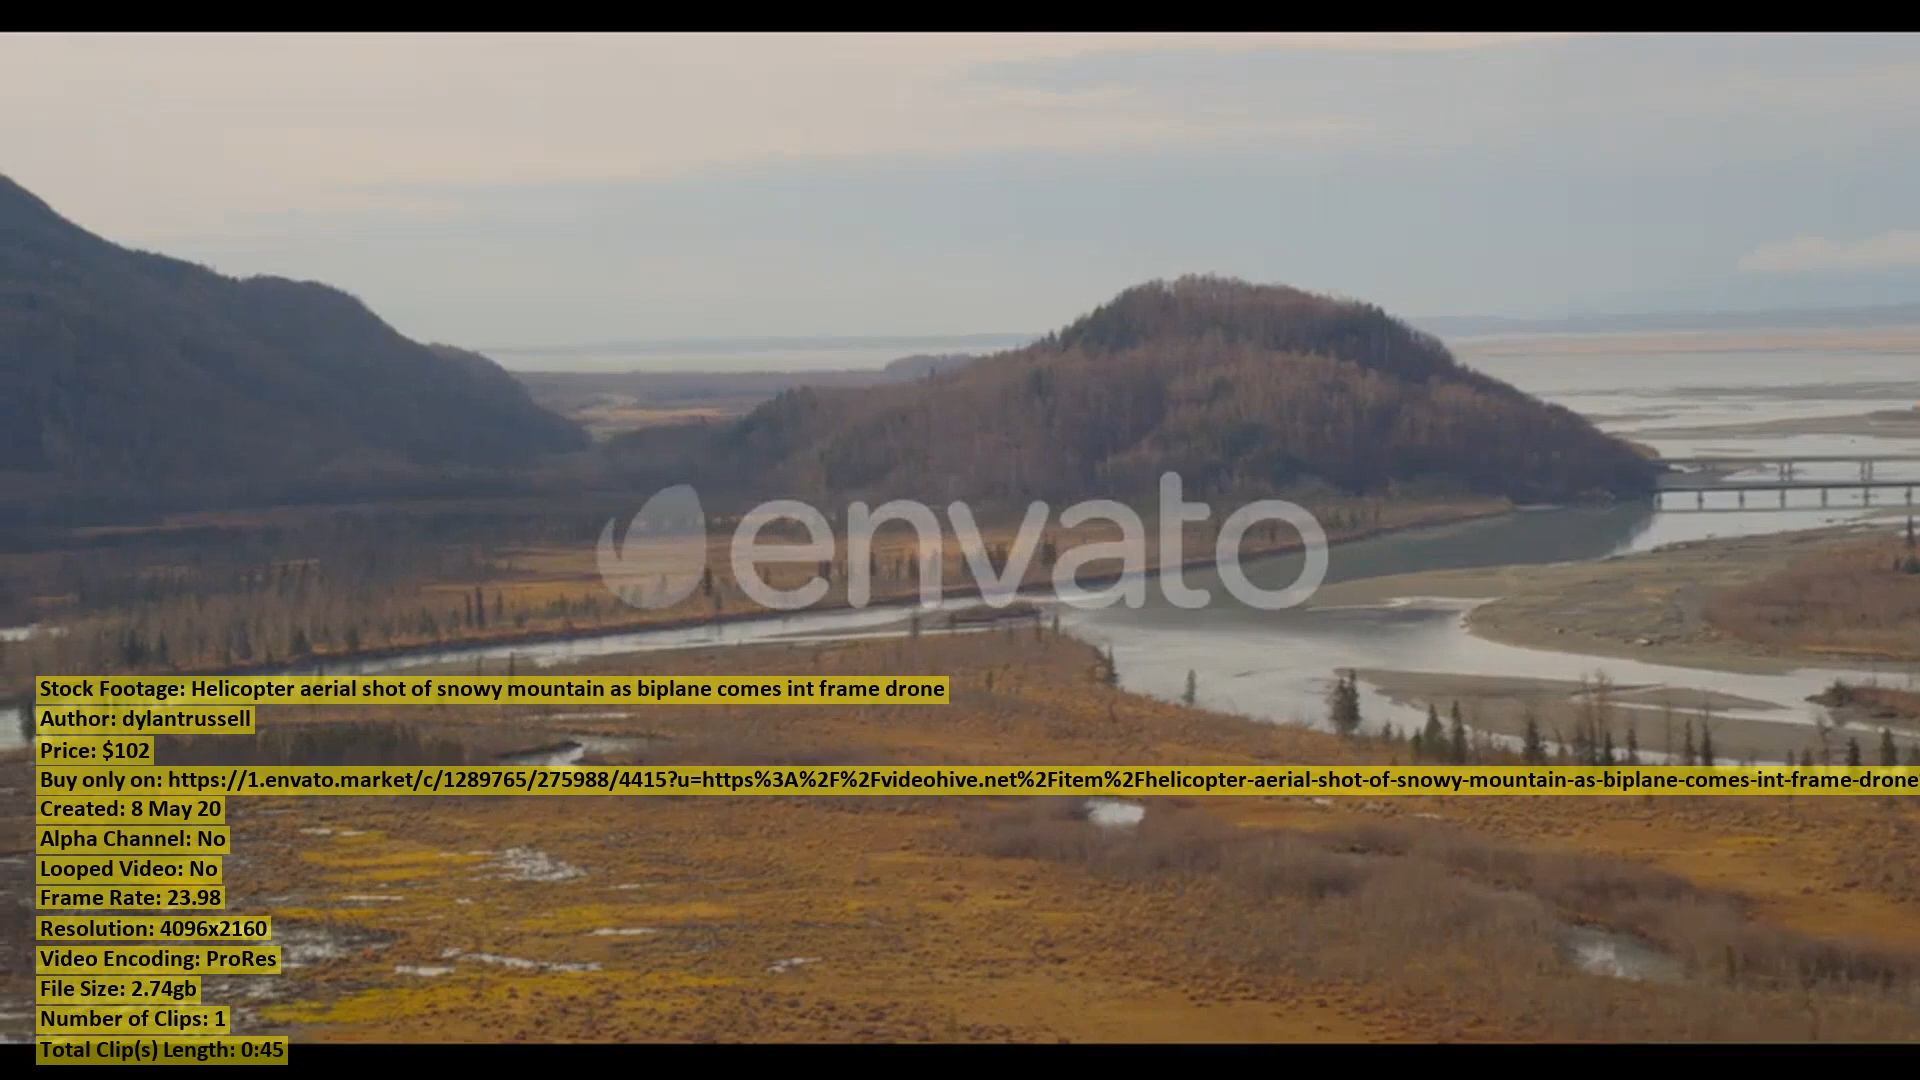 envato
Stock Footage: Helicopter aerial shot of snowy mountain as biplane comes int frame drone
Author: dylantrussell
Price: $102
Buy only on: https://1.envato.market/c/1289765/275988/4415?u=https%3A%2F%2Fvideohive.net%2Fitem%2Fhelicopter-aerial-shot-of-snowy-mountain-as-biplane-comes-int-frame-drone
Created: 8 May 20
Alpha Channel: No
Looped Video: No
Frame Rate: 23.98
Resolution: 4096x2160
Video Encoding: ProRes
File Size: 2.74gb
Number of Clips: 1
Total Clip(s) Length: 0:45